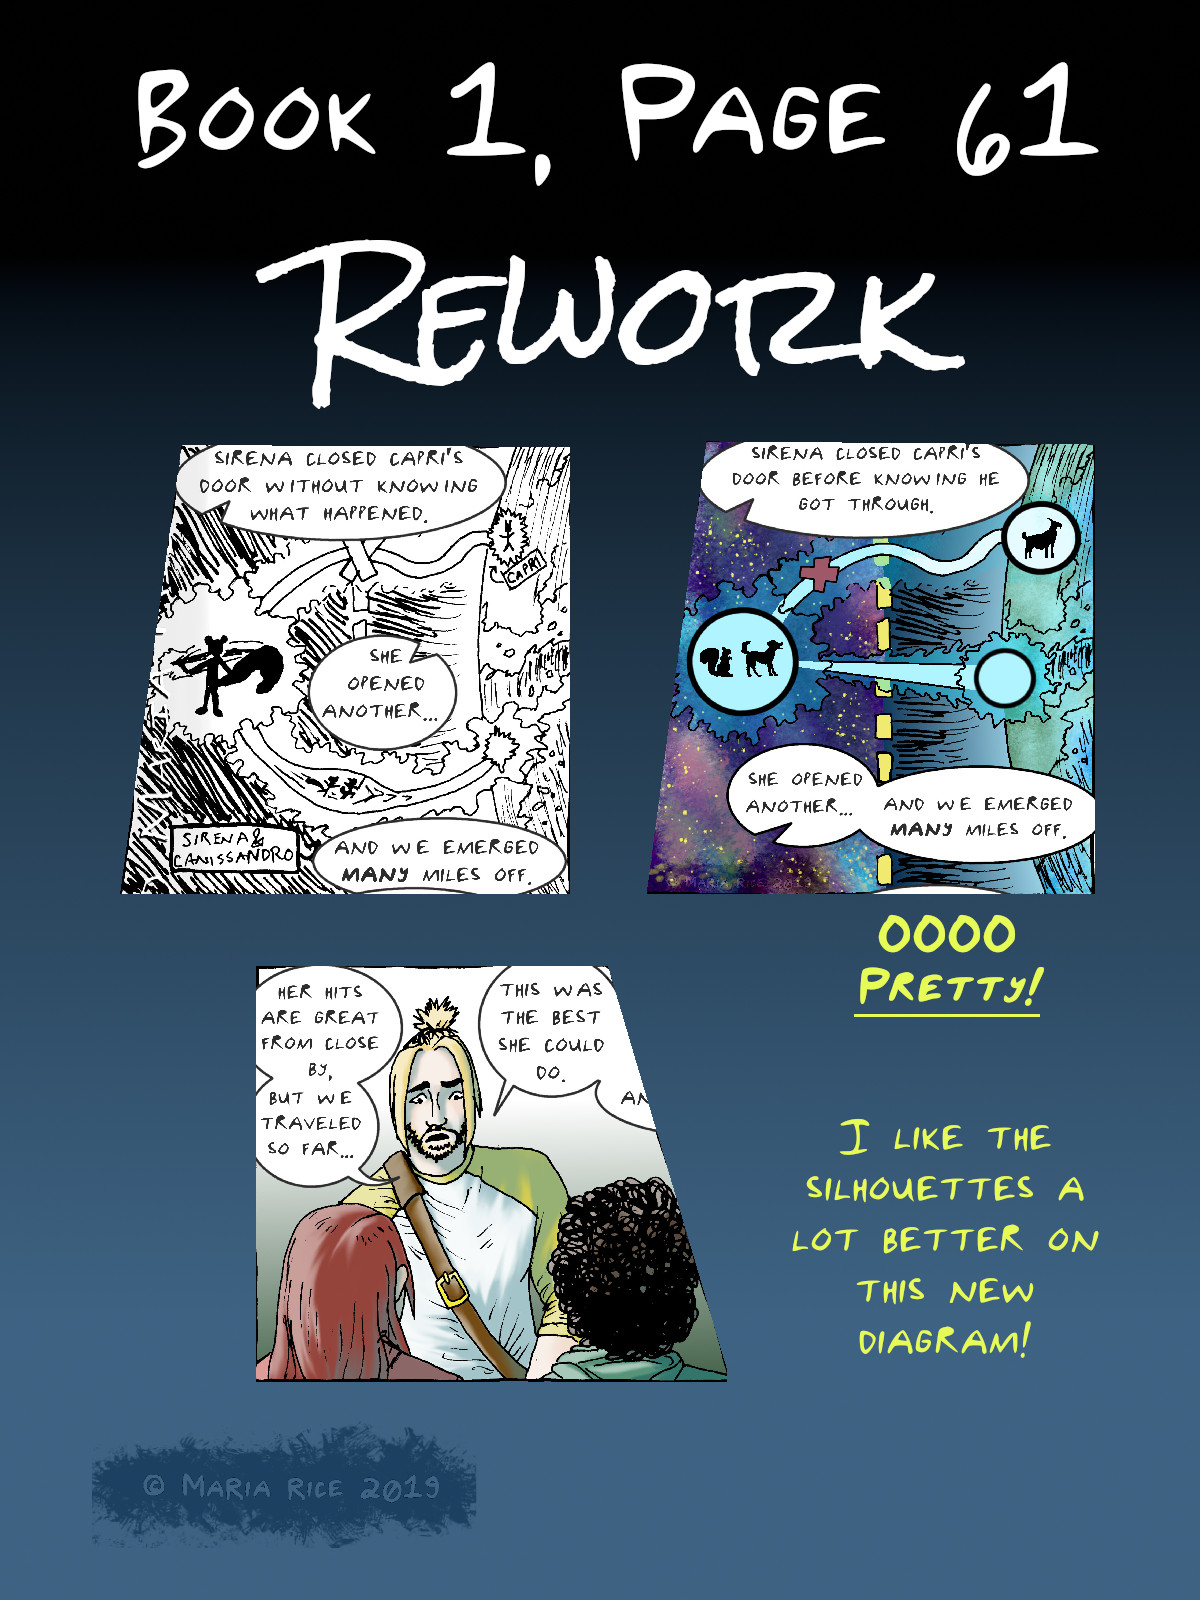 BOOK 1, PAGE 61
REWORK
SIRENA CLOSED CAPRI'S
DOOR WITHOUT KNOWING
WHAT HAPPENED.
CAPRI
SHE
OPENED
ANOTHER...
SIRENA &
CANISSANDRO
AND WE EMERGED
MANY MILES OFF.
SIRENA CLOSED CAPRI'S
DOOR BEFORE KNOWING HE
GOT THROUGH.
SHE OPENED
ANOTHER...
AND WE EMERGED
MANY MILES OFF.
© MARIA RICE 2019
OOOO
PRETTY!
HER HITS
ARE GREAT
FROM CLOSE
BY,
BUT WE
TRAVELED
SO FAR...
THIS WAS
THE BEST
SHE COULD
DO.
AN
I LIKE THE
SILHOUETTES A
LOT BETTER ON
THIS NEW
DIAGRAM!
© MARIA RICE 2019